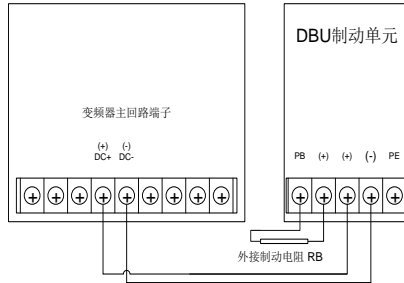 DBU制动单元
变频器主回路端子
(+) (-)
DC+ DC-
PB (+) (+) (-) PE
外接制动电阻 RB